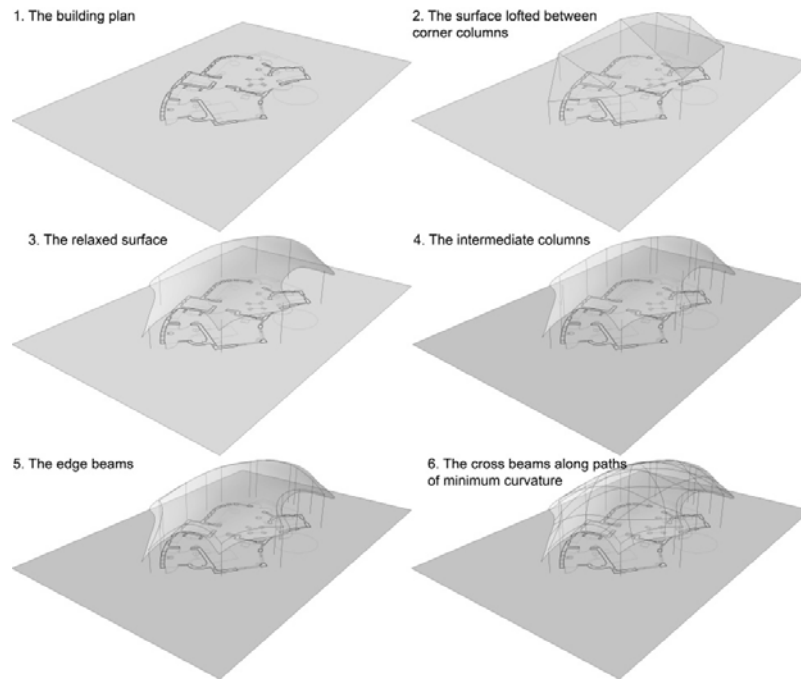 1. The building plan
2. The surface lofted between
corner columns
3. The relaxed surface
4. The intermediate columns
5. The edge beams
6. The cross beams along paths
of minimum curvature